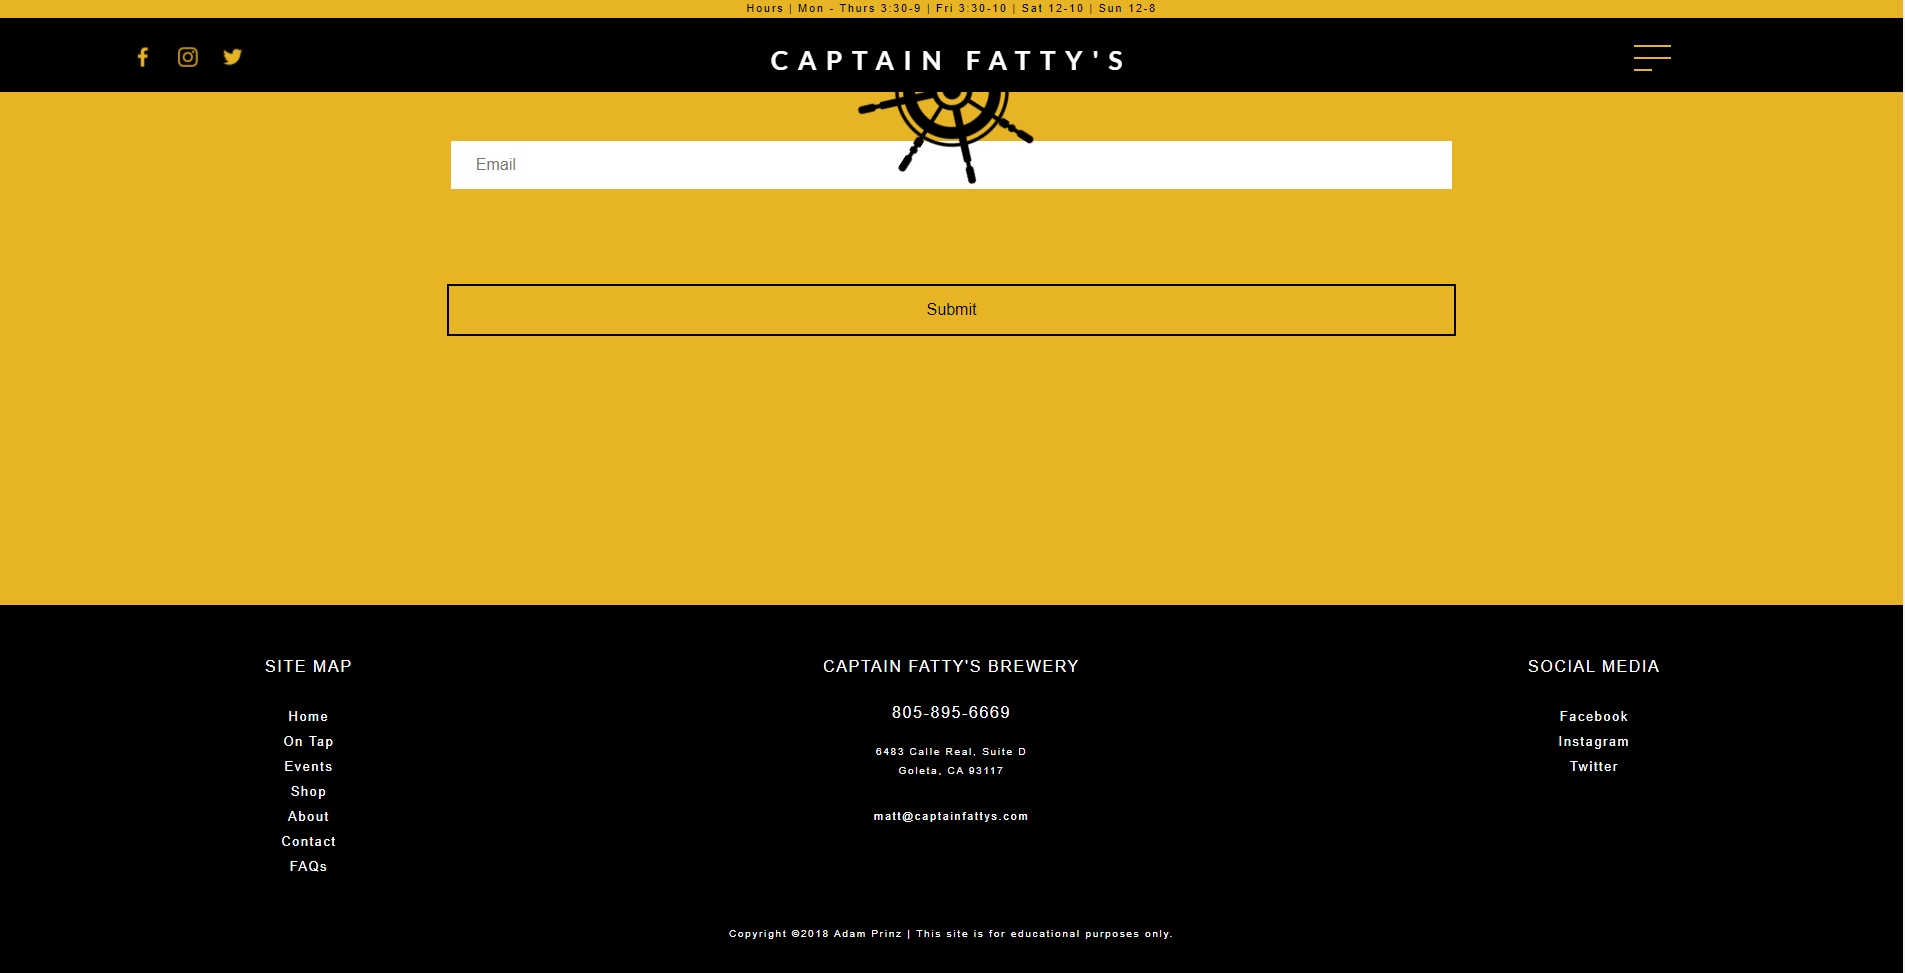 Hours | Mon - Thurs 3:30-9 | Fri 3:30-10 | Sat 12-10 | Sun 12-8
CAPTAIN FATTY'S
Email
Submit
SITE MAP
Home
On Tap
Events
Shop
About
Contact
FAQs
CAPTAIN FATTY'S BREWERY
805-895-6669
6483 Calle Real, Suite D
Goleta, CA 93117
matt@captainfattys.com
SOCIAL MEDIA
Facebook
Instagram
Twitter
Copyright ©2018 Adam Prinz | This site is for educational purposes only.